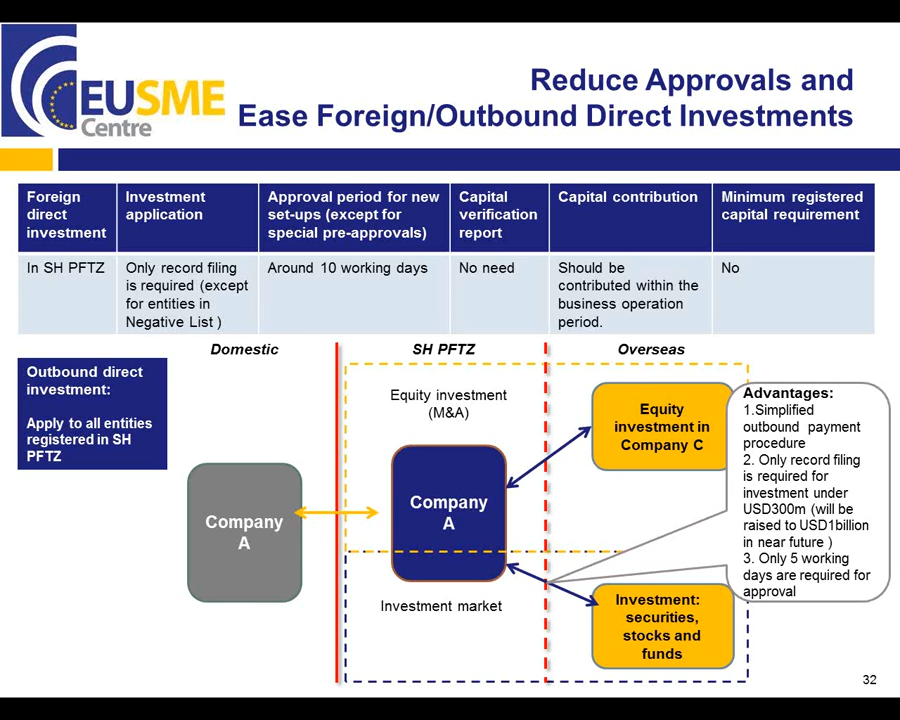 EUSME
Centre
Reduce Approvals and
Ease Foreign/Outbound Direct Investments
Foreign
direct
investment
Investment
application
Approval period for new
set-ups (except for
special pre-approvals)
Capital
verification
report
Capital contribution
Minimum registered
capital requirement
In SH PFTZ
Only record filing
is required (except
for entities in
Negative List )
Around 10 working days
No need
Should be
contributed within the
business operation
period.
No
Domestic
SH PFTZ
Overseas
Outbound direct
investment:
Apply to all entities
registered in SH
PFTZ
Equity investment
(M&A)
Equity
investment in
Company C
Advantages:
1.Simplified
outbound payment
procedure
2. Only record filing
is required for
investment under
USD300m (will be
raised to USD1billion
in near future )
3. Only 5 working
days are required for
approval
Company
A
Company
A
Investment market
Investment:
securities,
stocks and
funds
32